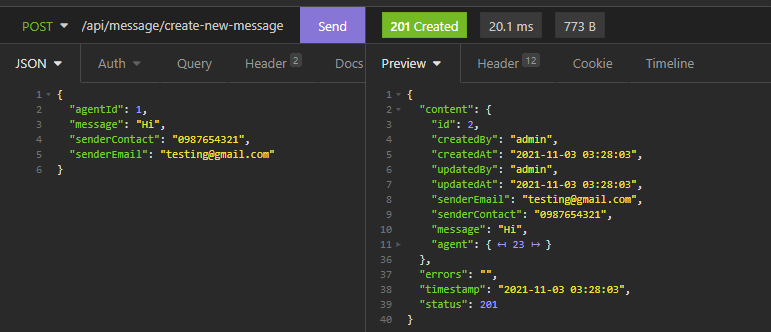 POST /api/message/create-new-message Send 201 Created 20.1 ms 773 B
JSON Auth Query Header 2 Docs Preview Header 12 Cookie Timeline
1 {
2 "agentId": 1,
3 "message": "Hi",
4 "senderContact": "0987654321",
5 "senderEmail": "testing@gmail.com"
6 }
1 {
2 "content": {
3 "id": 2,
4 "createdBy": "admin",
5 "createdAt": "2021-11-03 03:28:03",
6 "updatedBy": "admin",
7 "updatedAt": "2021-11-03 03:28:03",
8 "senderEmail": "testing@gmail.com",
9 "senderContact": "0987654321",
10 "message": "Hi",
11 "agent": { ↤ 23 ↦ }
36 },
37 "errors": "",
38 "timestamp": "2021-11-03 03:28:03",
39 "status": 201
40 }